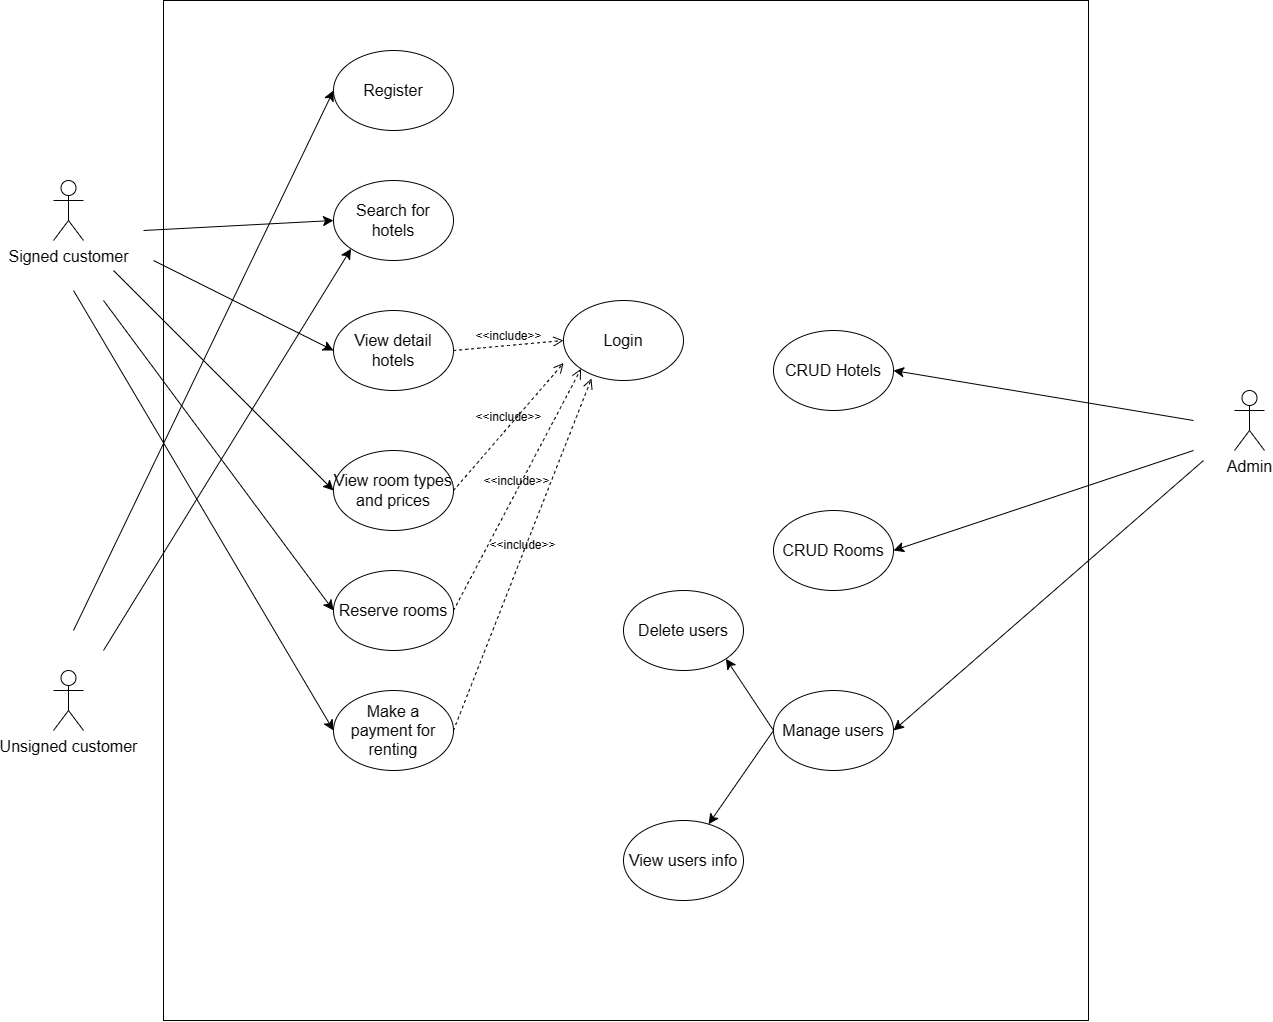 Register
Search for
hotels
Signed customer
View detail
hotels
<<include>>
Login
CRUD Hotels
<<include>>
View room types
and prices
<<include>>
Admin
<<include>>
CRUD Rooms
Reserve rooms
Delete users
Make a
payment for
renting
Manage users
Unsigned customer
View users info